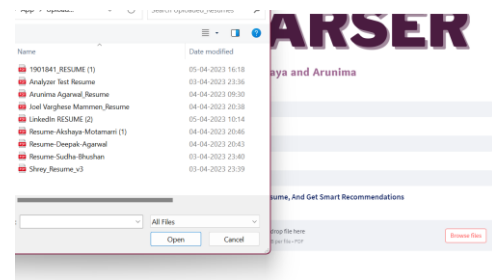 App > Upload...
Search Uploaded_Resumes
ARSER
Name
Date modified
aya and Arunima
1901841_RESUME (1)
05-04-2023 16:18
Analyzer Test Resume
03-04-2023 23:36
Arunima Agarwal_Resume
04-04-2023 09:30
Joel Varghese Mammen_Resume
04-04-2023 20:38
LinkedIn RESUME (2)
05-04-2023 10:14
Resume-Akshaya-Motamarri (1)
04-04-2023 20:46
Resume-Deepak-Agarwal
04-04-2023 20:43
Resume-Sudha-Bhushan
03-04-2023 23:40
Shrey_Resume_v3
03-04-2023 23:39
sume, And Get Smart Recommendations
All Files
drop file here
per file • PDF
Browse files
Open
Cancel